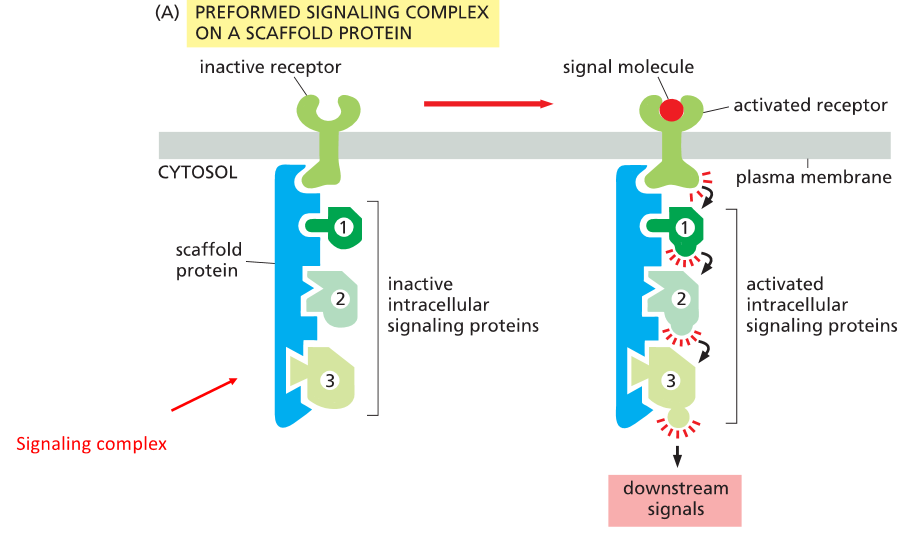 (A) PREFORMED SIGNALING COMPLEX
ON A SCAFFOLD PROTEIN
inactive receptor
signal molecule
activated receptor
CYTOSOL
plasma membrane
scaffold
protein
1
2
3
inactive
intracellular
signaling proteins
1
2
3
activated
intracellular
signaling proteins
Signaling complex
downstream
signals